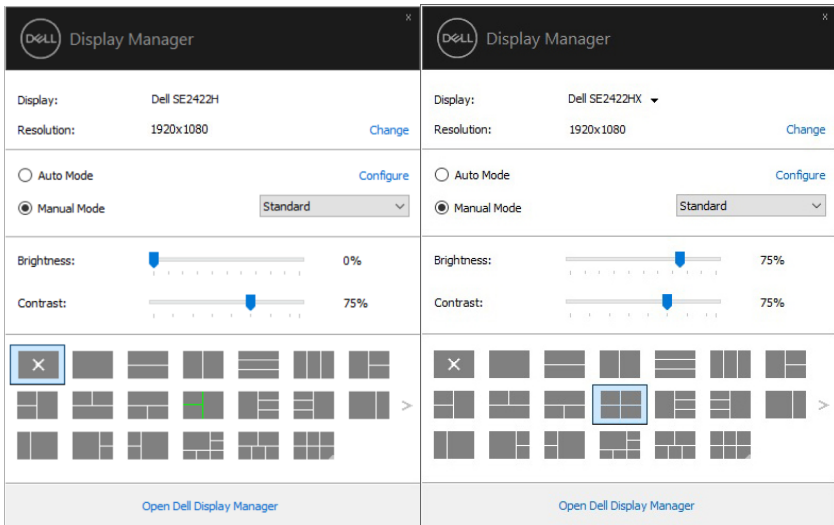 DELL Display Manager
x
Display: Dell SE2422H
Resolution: 1920x1080 Change
Auto Mode Configure
Manual Mode Standard
Brightness: 0%
Contrast: 75%
Open Dell Display Manager
DELL Display Manager
x
Display: Dell SE2422HX
Resolution: 1920x1080 Change
Auto Mode Configure
Manual Mode Standard
Brightness: 75%
Contrast: 75%
Open Dell Display Manager